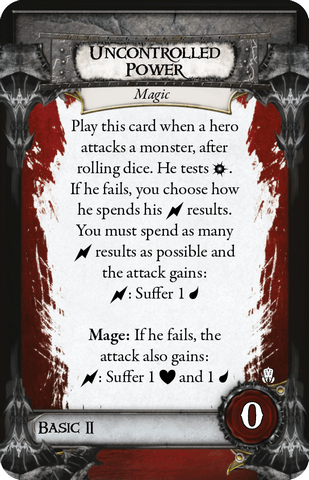 Uncontrolled
Power
Magic
Play this card when a hero
attacks a monster, after
rolling dice. He tests .
If he fails, you choose how
he spends his results.
You must spend as many
results as possible and
the attack gains:
: Suffer 1
Mage: If he fails, the
attack also gains:
: Suffer 1 and 1
0
Basic II